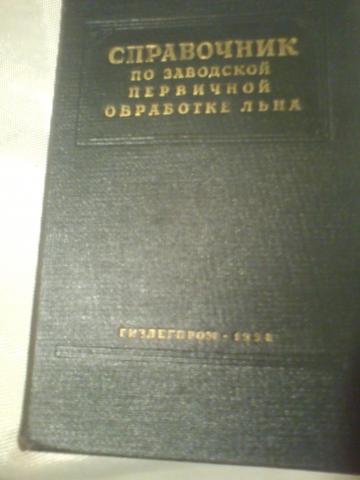 СПРАВОЧНИК
ПО ЗАВОДСКОЙ
ПЕРВИЧНОЙ
ОБРАБОТКЕ ЛЬНА
ГИЗЛЕГПРОМ •